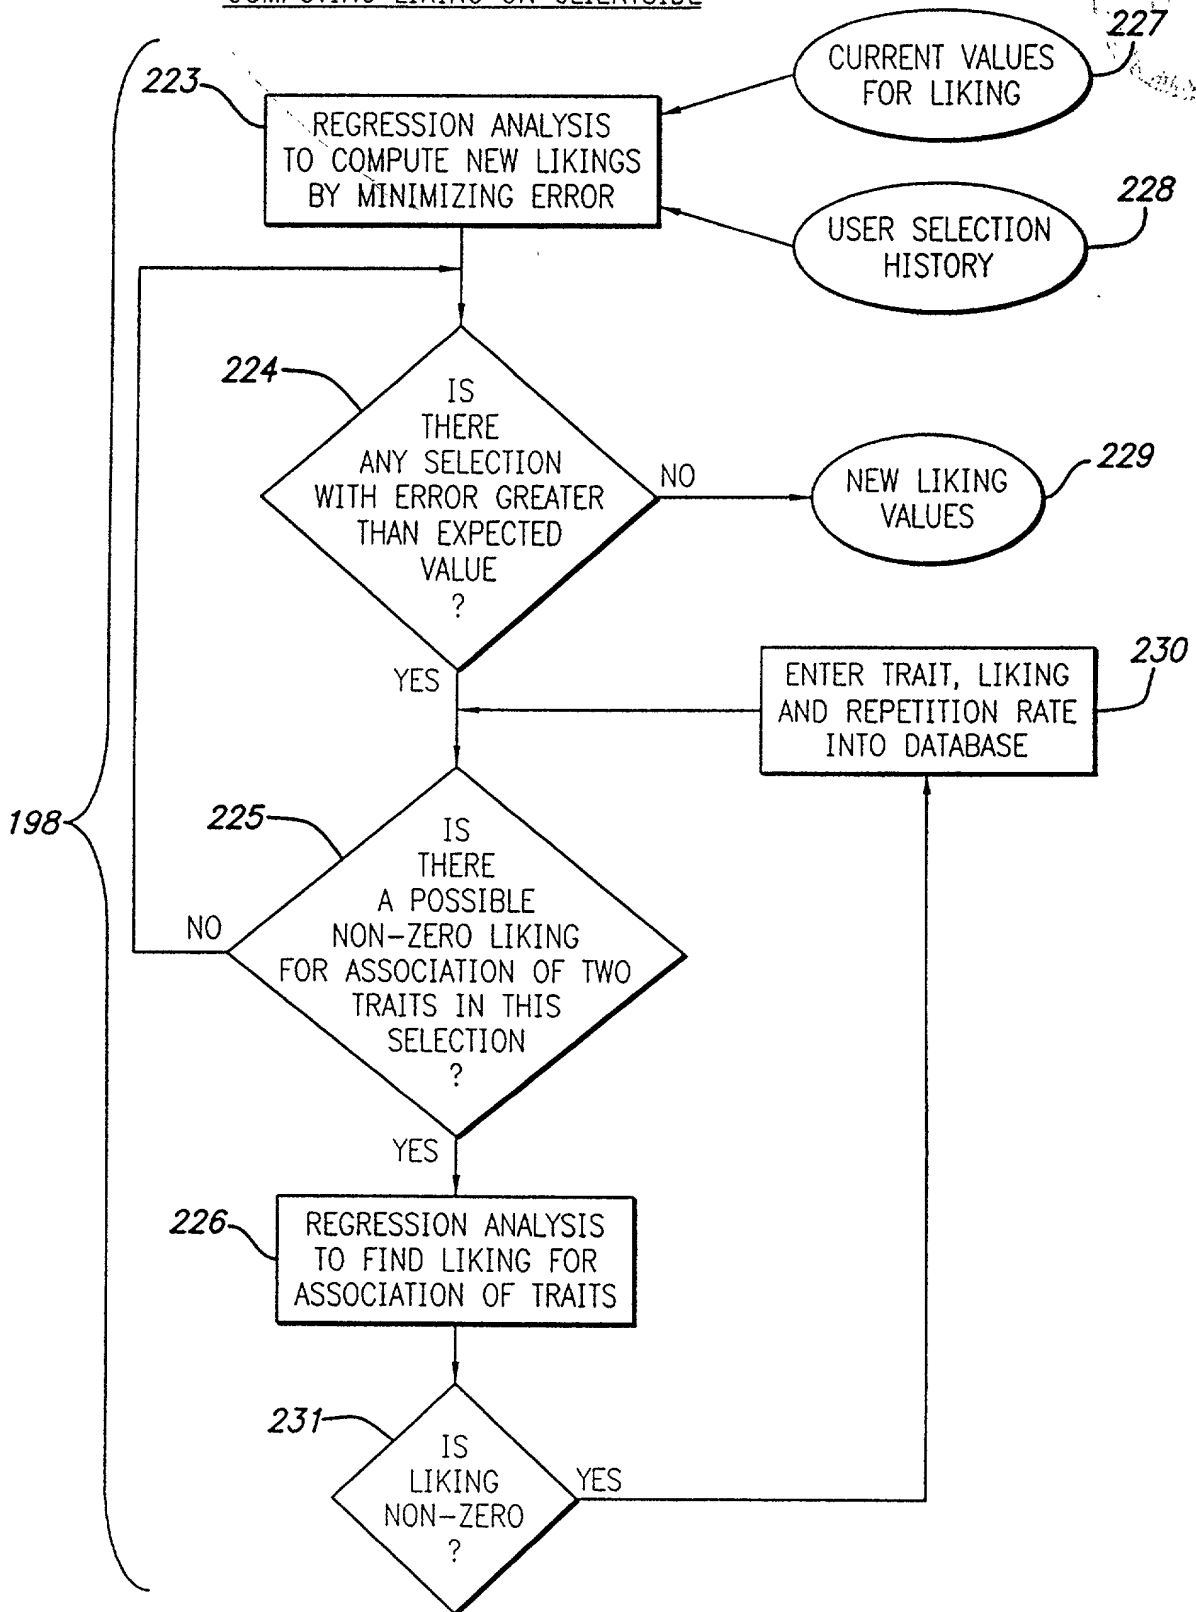 COMPUTING LIKING ON CLIENTSIDE
227
CURRENT VALUES
FOR LIKING
223
REGRESSION ANALYSIS
TO COMPUTE NEW LIKINGS
BY MINIMIZING ERROR
228
USER SELECTION
HISTORY
224
IS
THERE
ANY SELECTION
WITH ERROR GREATER
THAN EXPECTED
VALUE
?
NO
229
NEW LIKING
VALUES
YES
230
ENTER TRAIT, LIKING
AND REPETITION RATE
INTO DATABASE
198
225
IS
THERE
A POSSIBLE
NON-ZERO LIKING
FOR ASSOCIATION OF TWO
TRAITS IN THIS
SELECTION
?
NO
YES
226
REGRESSION ANALYSIS
TO FIND LIKING FOR
ASSOCIATION OF TRAITS
231
IS
LIKING
NON-ZERO
?
YES